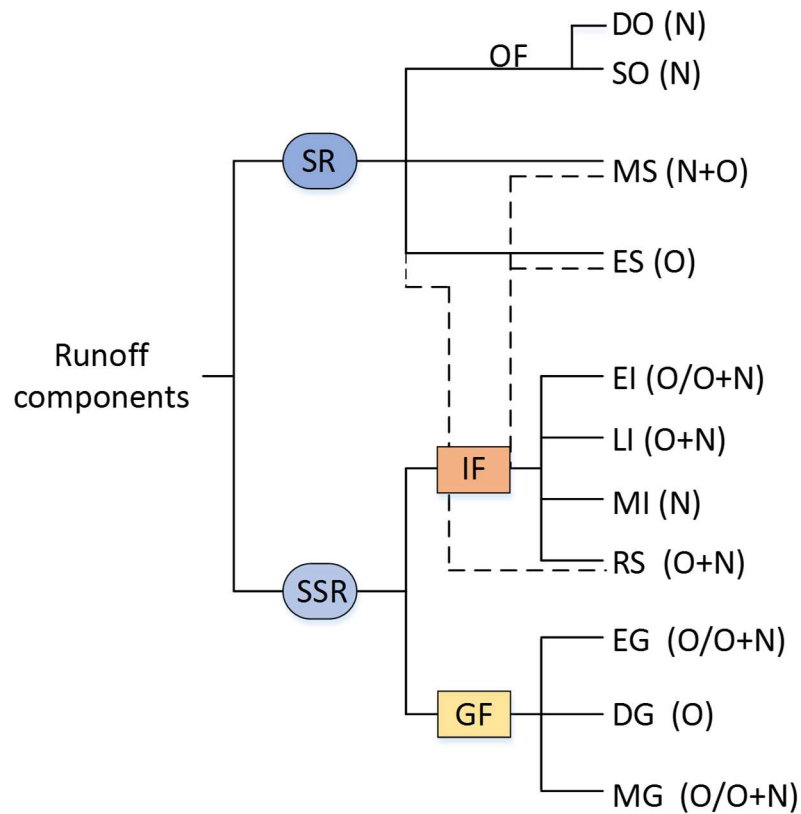 DO (N)
OF
SO (N)
SR
MS (N+O)
ES (O)
Runoff
components
EI (O/O+N)
LI (O+N)
IF
MI (N)
RS (O+N)
SSR
EG (O/O+N)
GF
DG (O)
MG (O/O+N)